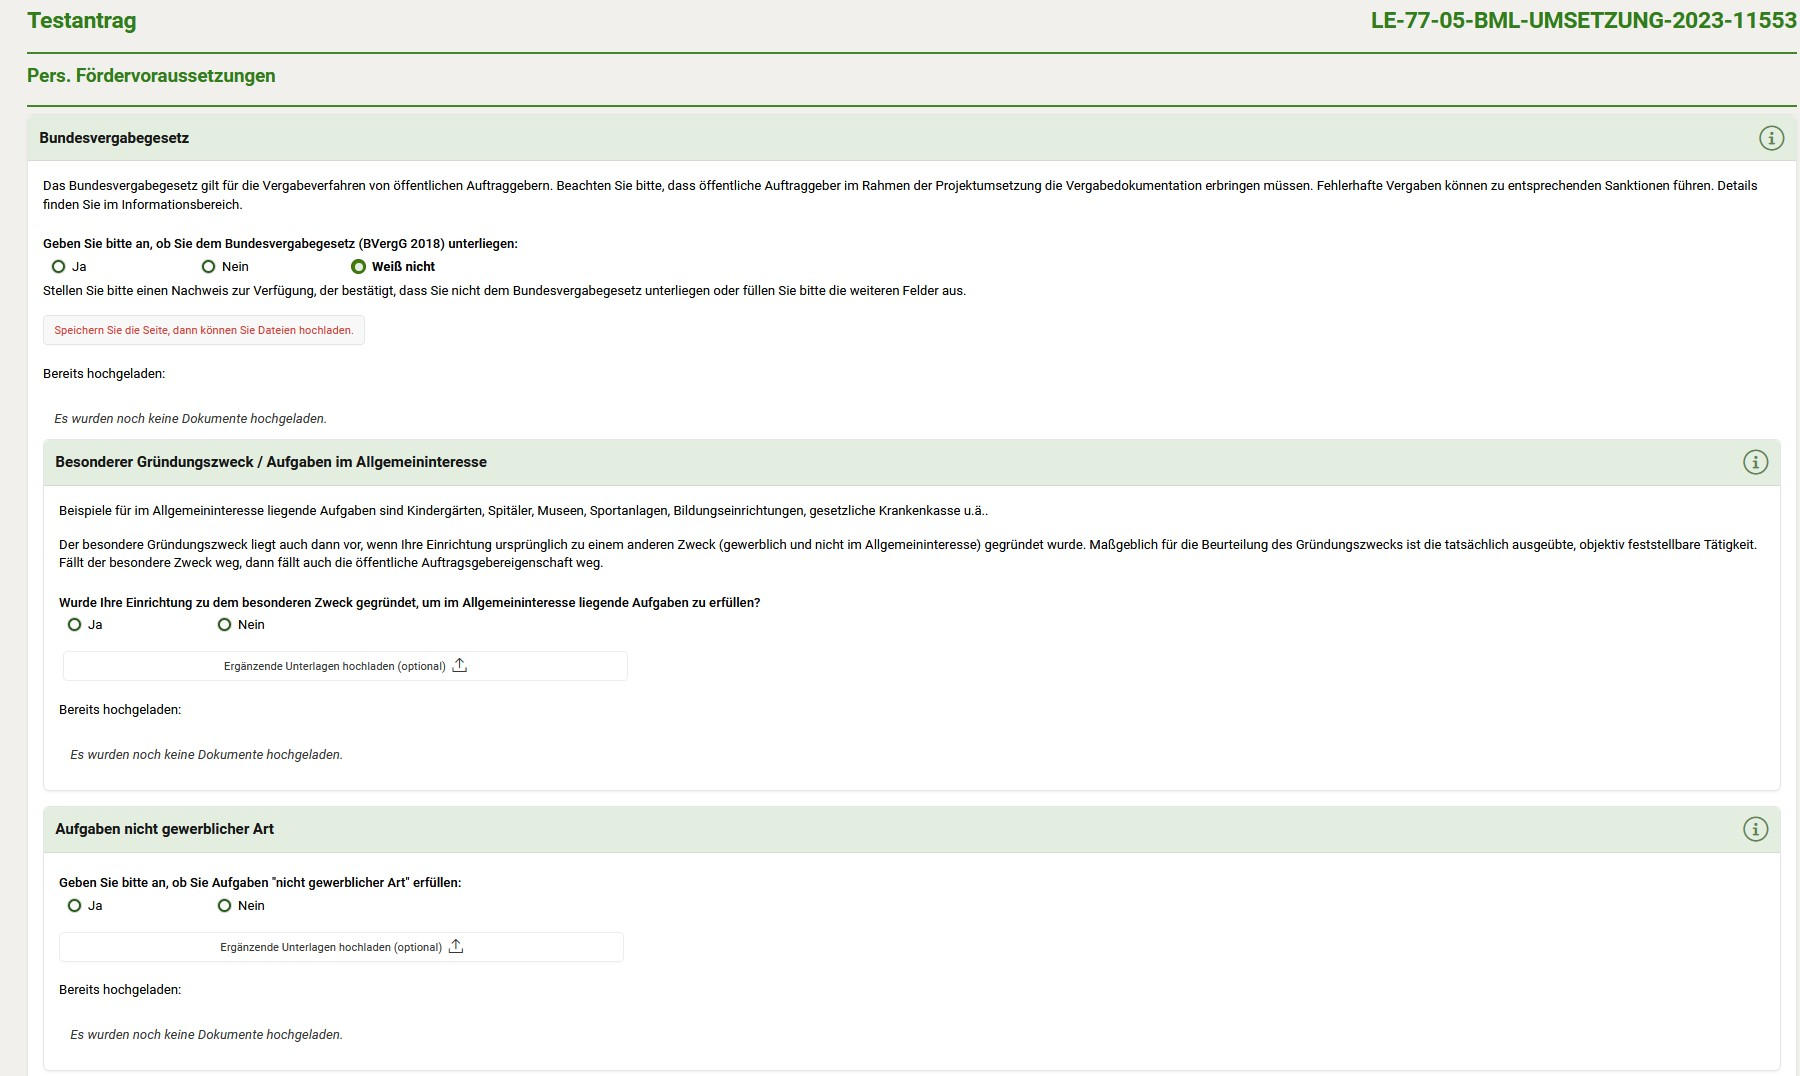 Testantrag
LE-77-05-BML-UMSETZUNG-2023-11553
Pers. Fördervoraussetzungen
Bundesvergabegesetz
Das Bundesvergabegesetz gilt für die Vergabeverfahren von öffentlichen Auftraggebern. Beachten Sie bitte, dass öffentliche Auftraggeber im Rahmen der Projektumsetzung die Vergabedokumentation erbringen müssen. Fehlerhafte Vergaben können zu entsprechenden Sanktionen führen. Details
finden Sie im Informationsbereich.
Geben Sie bitte an, ob Sie dem Bundesvergabegesetz (BVergG 2018) unterliegen:
Ja Nein Weiß nicht
Stellen Sie bitte einen Nachweis zur Verfügung, der bestätigt, dass Sie nicht dem Bundesvergabegesetz unterliegen oder füllen Sie bitte die weiteren Felder aus.
Speichern Sie die Seite, dann können Sie Dateien hochladen.
Bereits hochgeladen:
Es wurden noch keine Dokumente hochgeladen.
Besonderer Gründungszweck / Aufgaben im Allgemeininteresse
Beispiele für im Allgemeininteresse liegende Aufgaben sind Kindergärten, Spitäler, Museen, Sportanlagen, Bildungseinrichtungen, gesetzliche Krankenkasse u.ä..
Der besondere Gründungszweck liegt auch dann vor, wenn Ihre Einrichtung ursprünglich zu einem anderen Zweck (gewerblich und nicht im Allgemeininteresse) gegründet wurde. Maßgeblich für die Beurteilung des Gründungszwecks ist die tatsächlich ausgeübte, objektiv feststellbare Tätigkeit.
Fällt der besondere Zweck weg, dann fällt auch die öffentliche Auftragsgebereigenschaft weg.
Wurde Ihre Einrichtung zu dem besonderen Zweck gegründet, um im Allgemeininteresse liegende Aufgaben zu erfüllen?
Ja Nein
Ergänzende Unterlagen hochladen (optional)
Bereits hochgeladen:
Es wurden noch keine Dokumente hochgeladen.
Aufgaben nicht gewerblicher Art
Geben Sie bitte an, ob Sie Aufgaben "nicht gewerblicher Art" erfüllen:
Ja Nein
Ergänzende Unterlagen hochladen (optional)
Bereits hochgeladen:
Es wurden noch keine Dokumente hochgeladen.